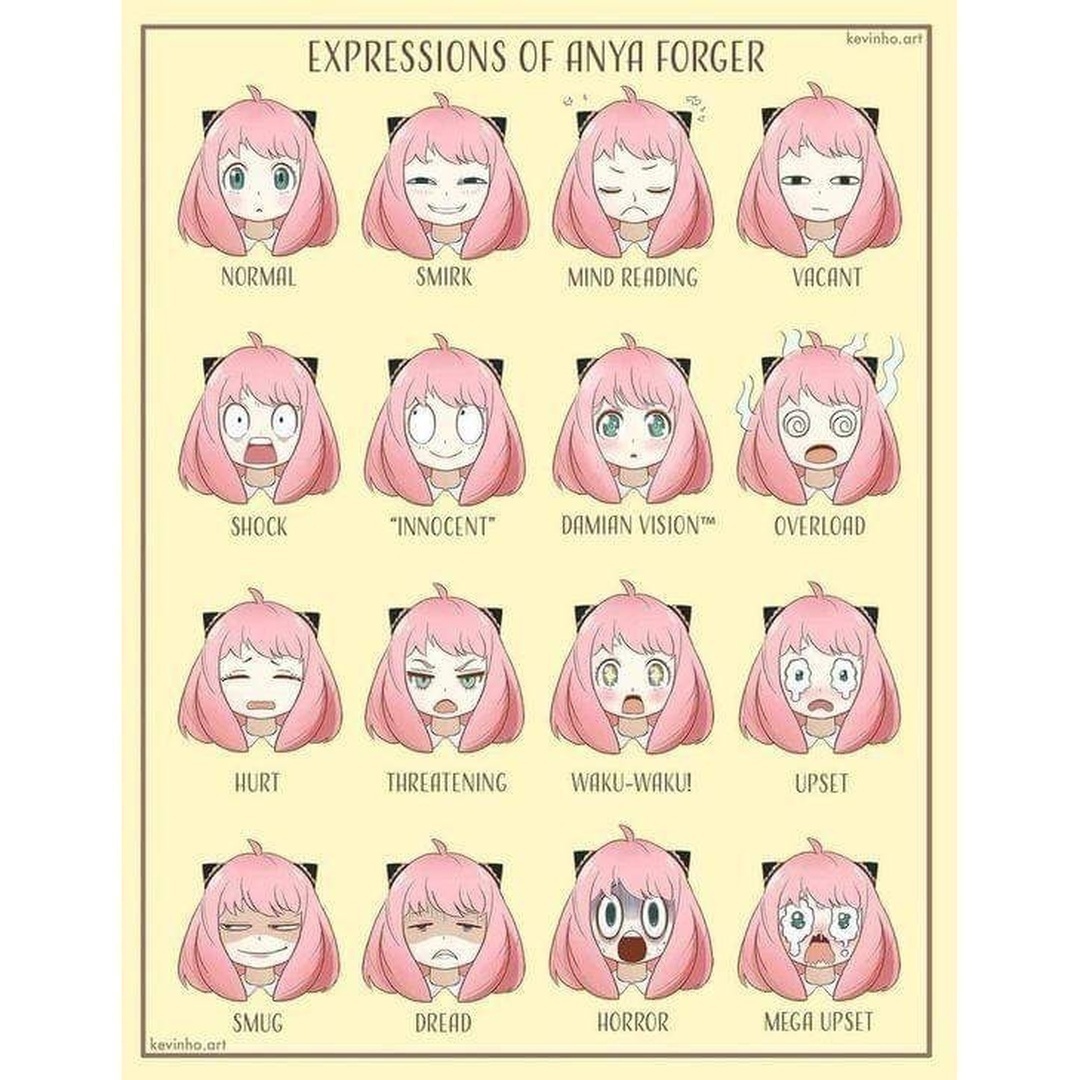 kevinho.art
EXPRESSIONS OF ANYA FORGER
NORMAL
SMIRK
MIND READING
VACANT
SHOCK
“INNOCENT”
DAMIAN VISION™
OVERLOAD
HURT
THREATENING
WAKU-WAKU!
UPSET
SMUG
DREAD
HORROR
MEGA UPSET
kevinho.art